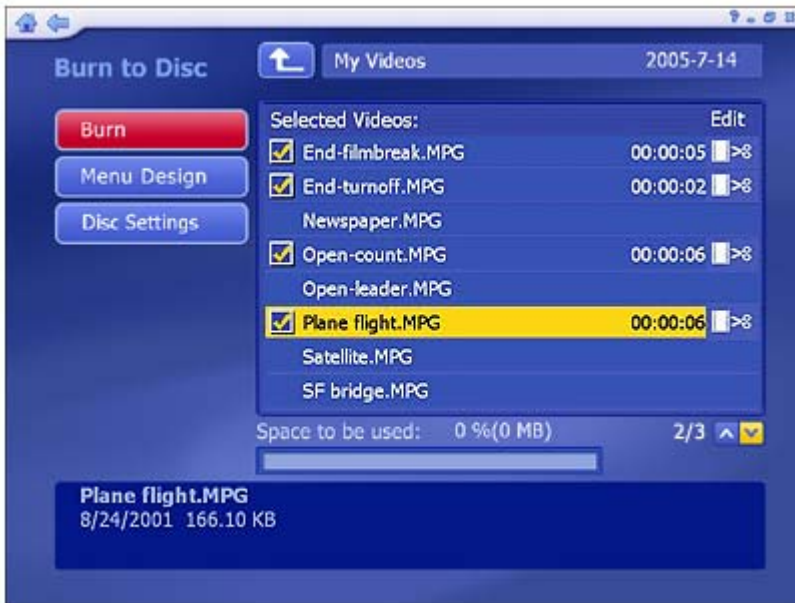 Burn to Disc
My Videos 2005-7-14
Burn
Menu Design
Disc Settings
Selected Videos: Edit
End-filmbreak.MPG 00:00:05
End-turnoff.MPG 00:00:02
Newspaper.MPG
Open-count.MPG 00:00:06
Open-leader.MPG
Plane flight.MPG 00:00:06
Satellite.MPG
SF bridge.MPG
Space to be used: 0 %(0 MB) 2/3
Plane flight.MPG
8/24/2001 166.10 KB